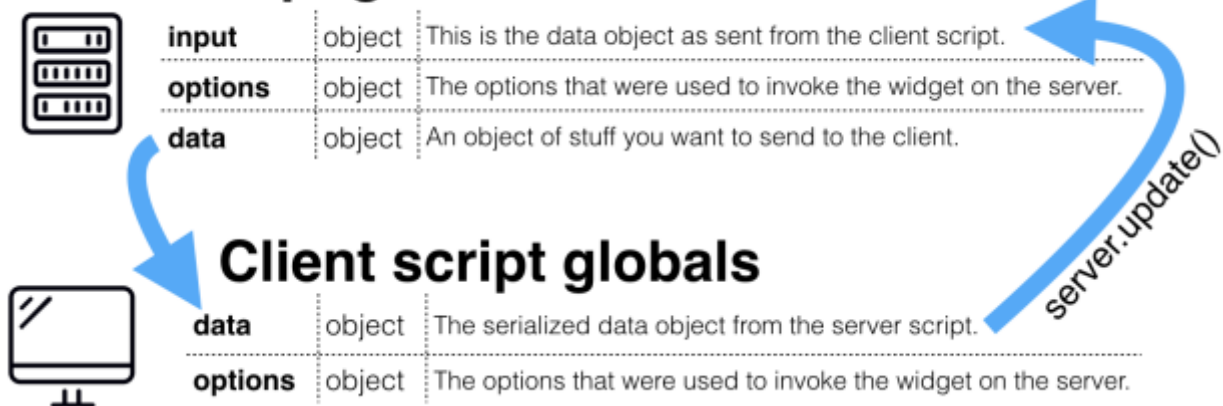 input object This is the data object as sent from the client script.
options object The options that were used to invoke the widget on the server.
data object An object of stuff you want to send to the client.
server.update()
Client script globals
data object The serialized data object from the server script.
options object The options that were used to invoke the widget on the server.